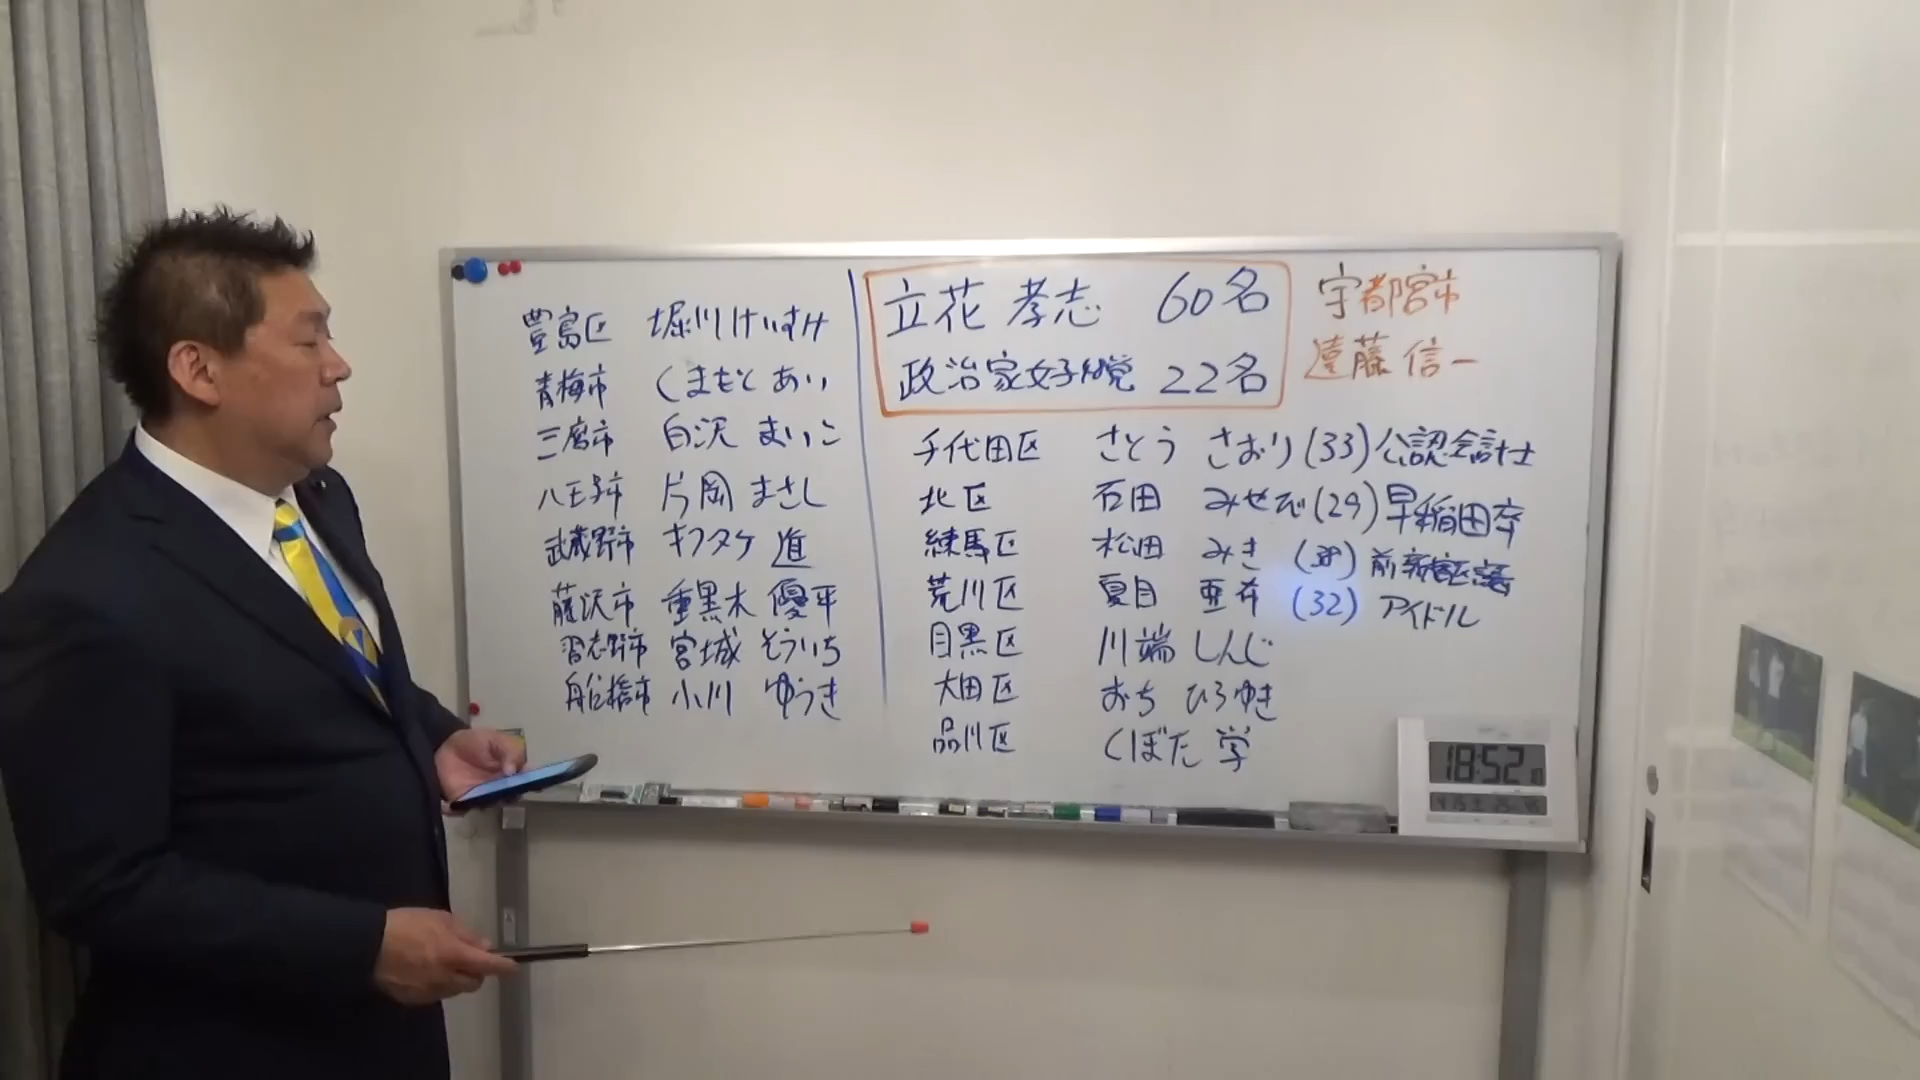 豊島区 堀川けいすけ
青梅市 くまもと あい
三鷹市 白沢 まいこ
八王子市 片岡 まさし
武蔵野市 キフタケ 道
藤沢市 重黒木 優平
習志野市 宮城 そういち
船橋市 小川 ゆうき
立花 孝志 60名
政治家女子48党 22名
宇都宮市
遠藤 信一
千代田区 さとう さおり (33) 公認会計士
北区 石田 みせび (29) 早稲田卒
練馬区 松田 みき (38) 前新宿区議
荒川区 夏目 亜希 (32) アイドル
目黒区 川端 しんじ
大田区 おち ひろゆき
品川区 くぼた 学
18:52